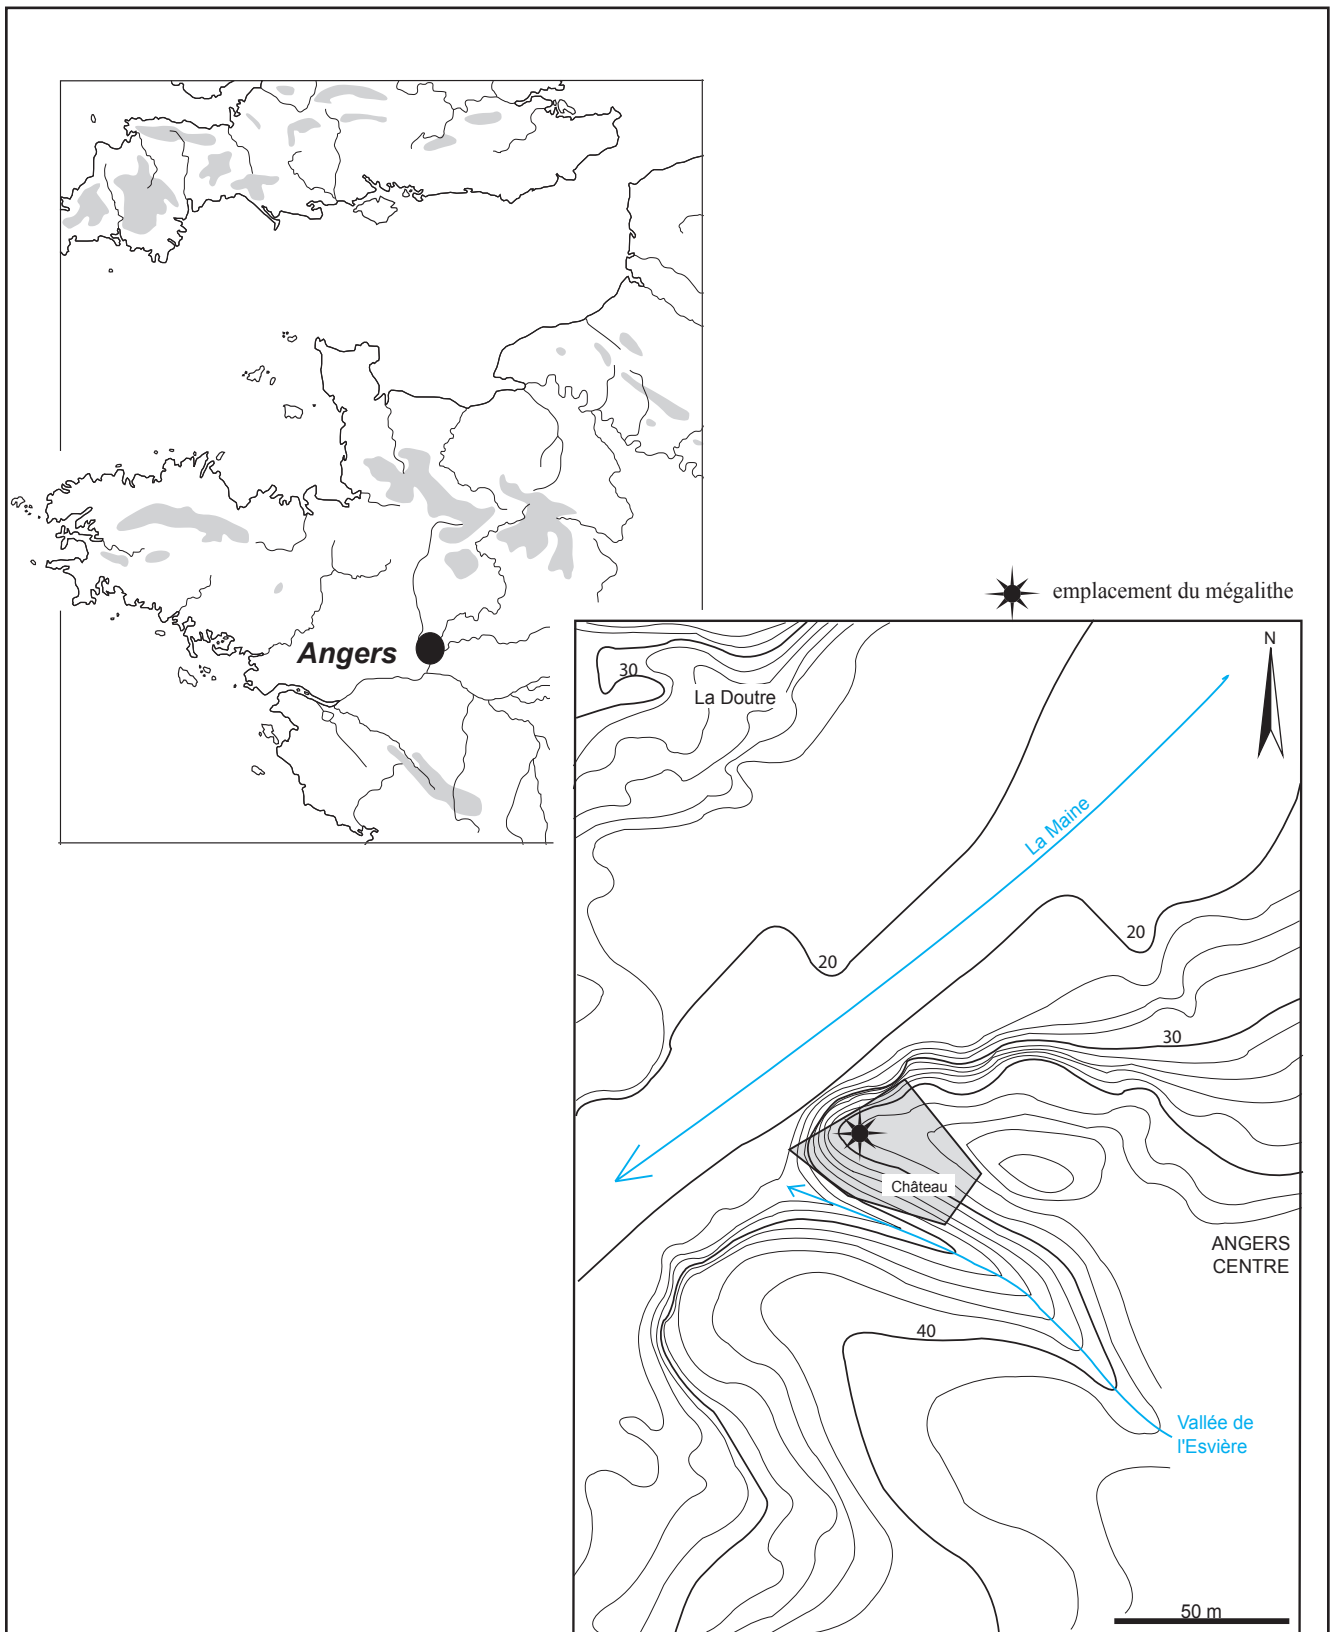 Angers
emplacement du mégalithe
N
30
La Doutre
La Maine
20
20
30
Château
ANGERS
CENTRE
40
Vallée de
l'Esvière
50 m